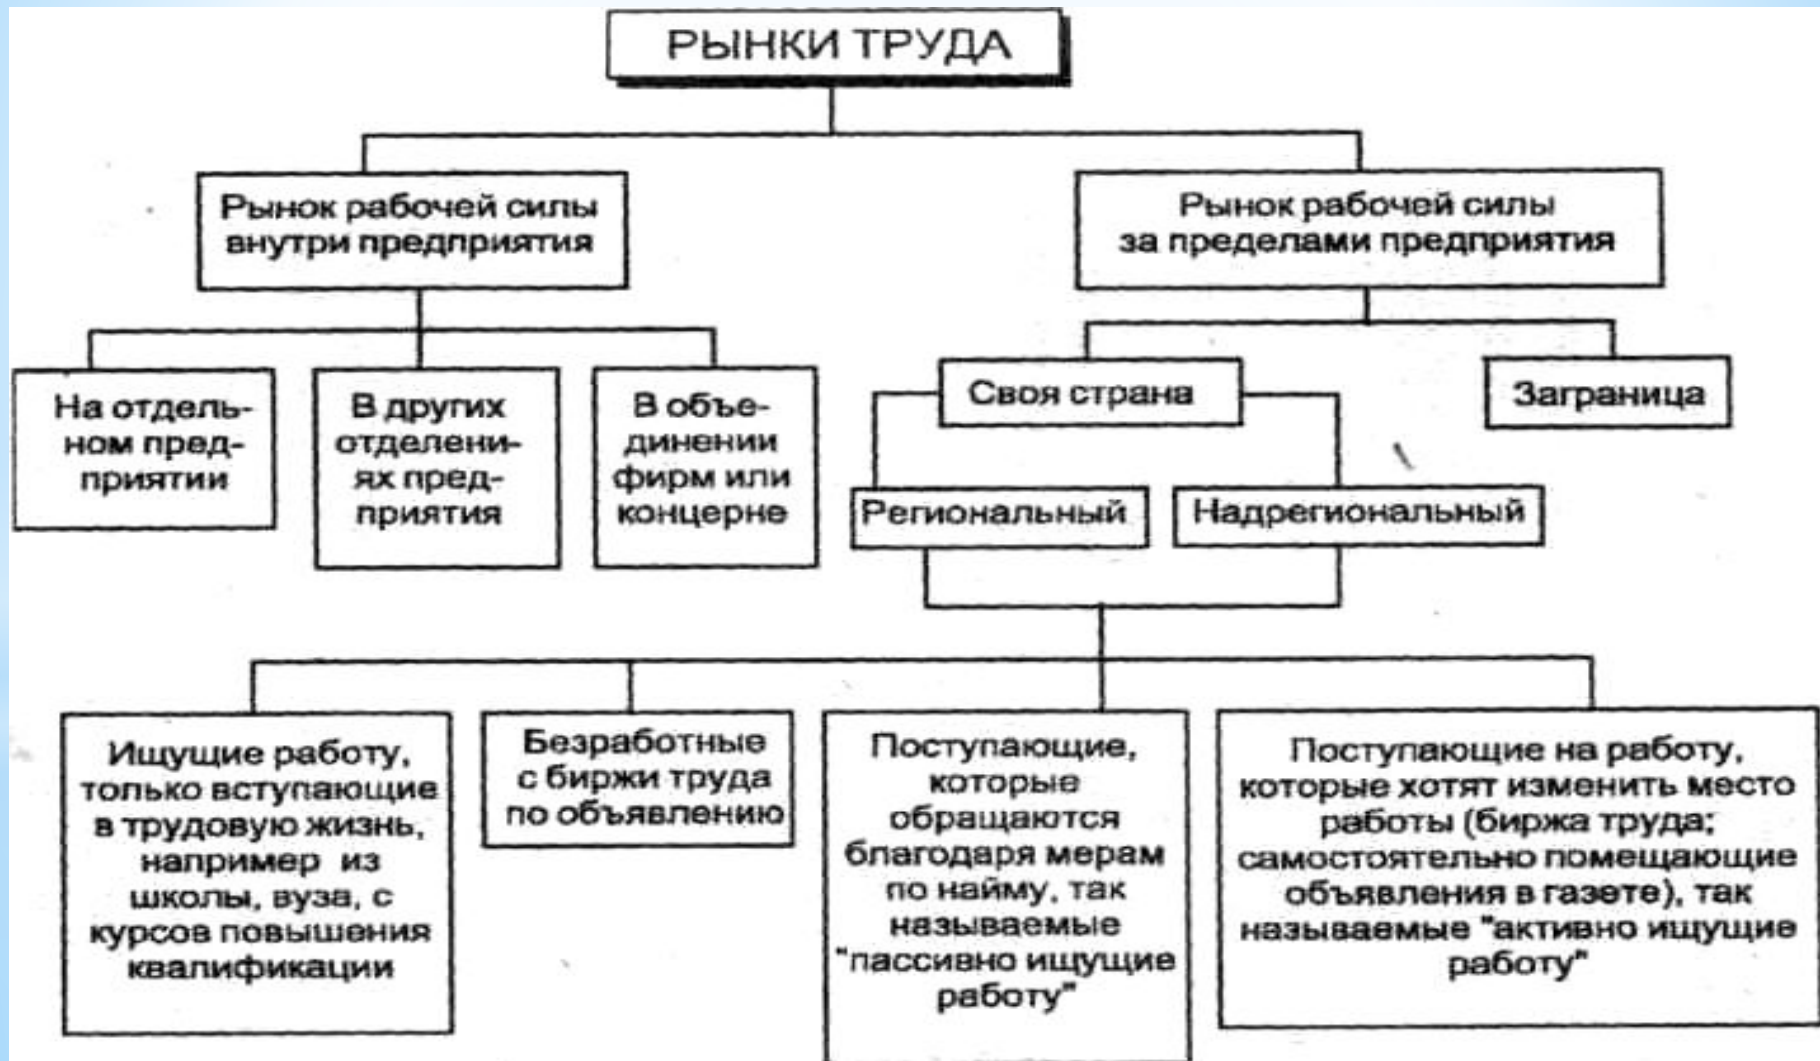 РЫНКИ ТРУДА
Рынок рабочей силы
внутри предприятия
Рынок рабочей силы
за пределами предприятия
На отдель-
ном пред-
приятии
В других
отделени-
ях пред-
приятия
В объе-
динении
фирм или
концерне
Своя страна
Заграница
Региональный
Надрегиональный
Ищущие работу,
только вступающие
в трудовую жизнь,
например из
школы, вуза, с
курсов повышения
квалификации
Безработные
с биржи труда
по объявлению
Поступающие,
которые
обращаются
благодаря мерам
по найму, так
называемые
"пассивно ищущие
работу"
Поступающие на работу,
которые хотят изменить место
работы (биржа труда;
самостоятельно помещающие
объявления в газете), так
называемые "активно ищущие
работу"